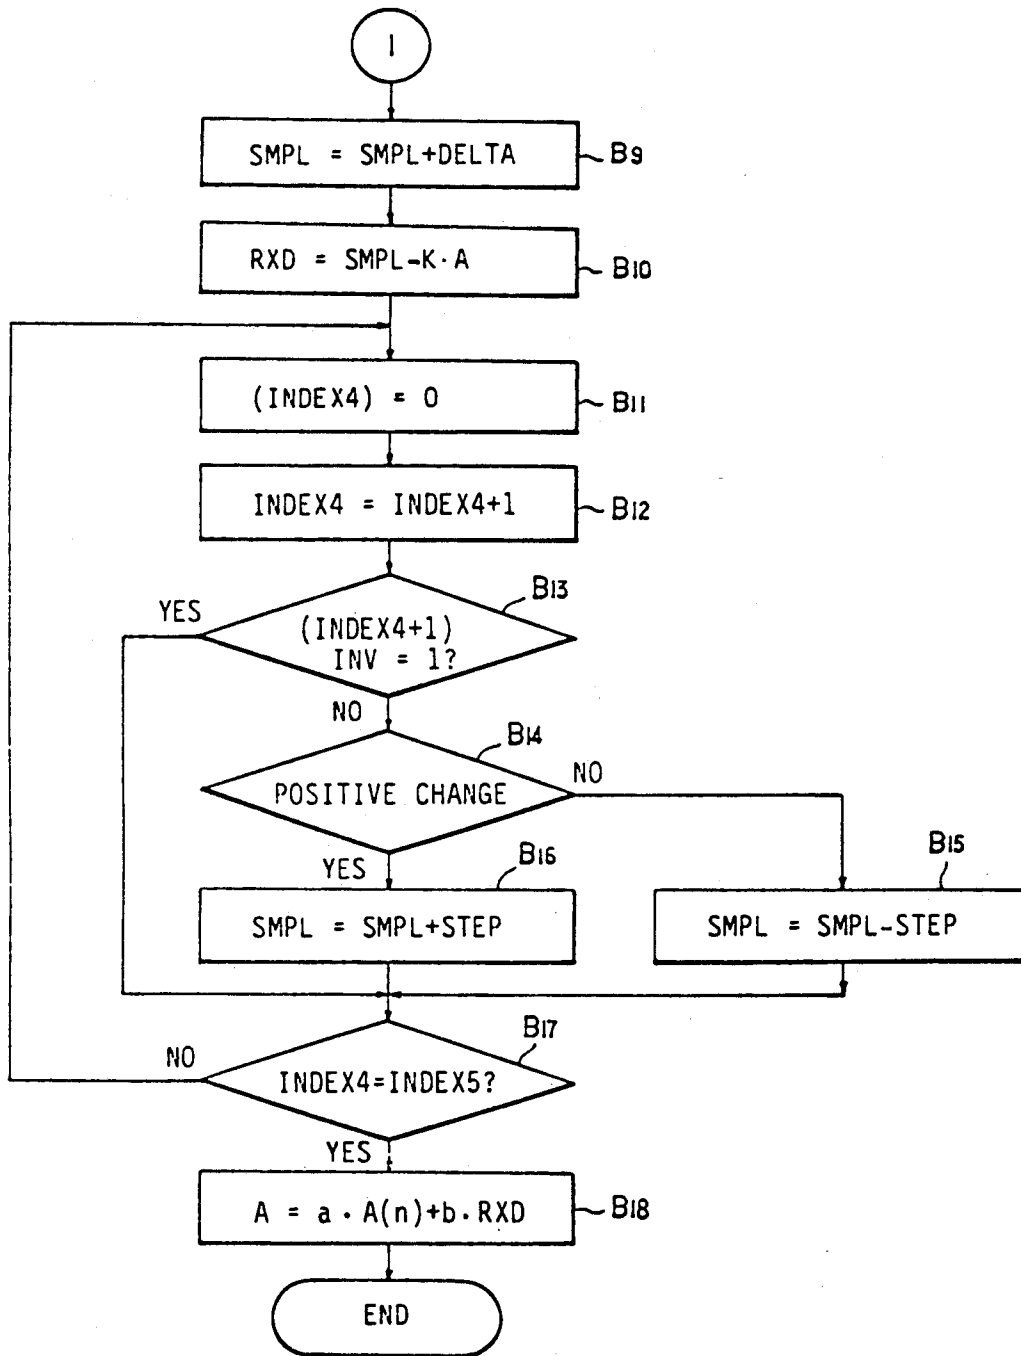 1
SMPL = SMPL+DELTA
B9
RXD = SMPL-K·A
B10
(INDEX4) = 0
B11
INDEX4 = INDEX4+1
B12
B13
YES
(INDEX4+1)
INV = 1?
NO
B14
POSITIVE CHANGE
NO
YES
B16
B15
SMPL = SMPL+STEP
SMPL = SMPL-STEP
B17
NO
INDEX4=INDEX5?
YES
A = a·A(n)+b·RXD
B18
END